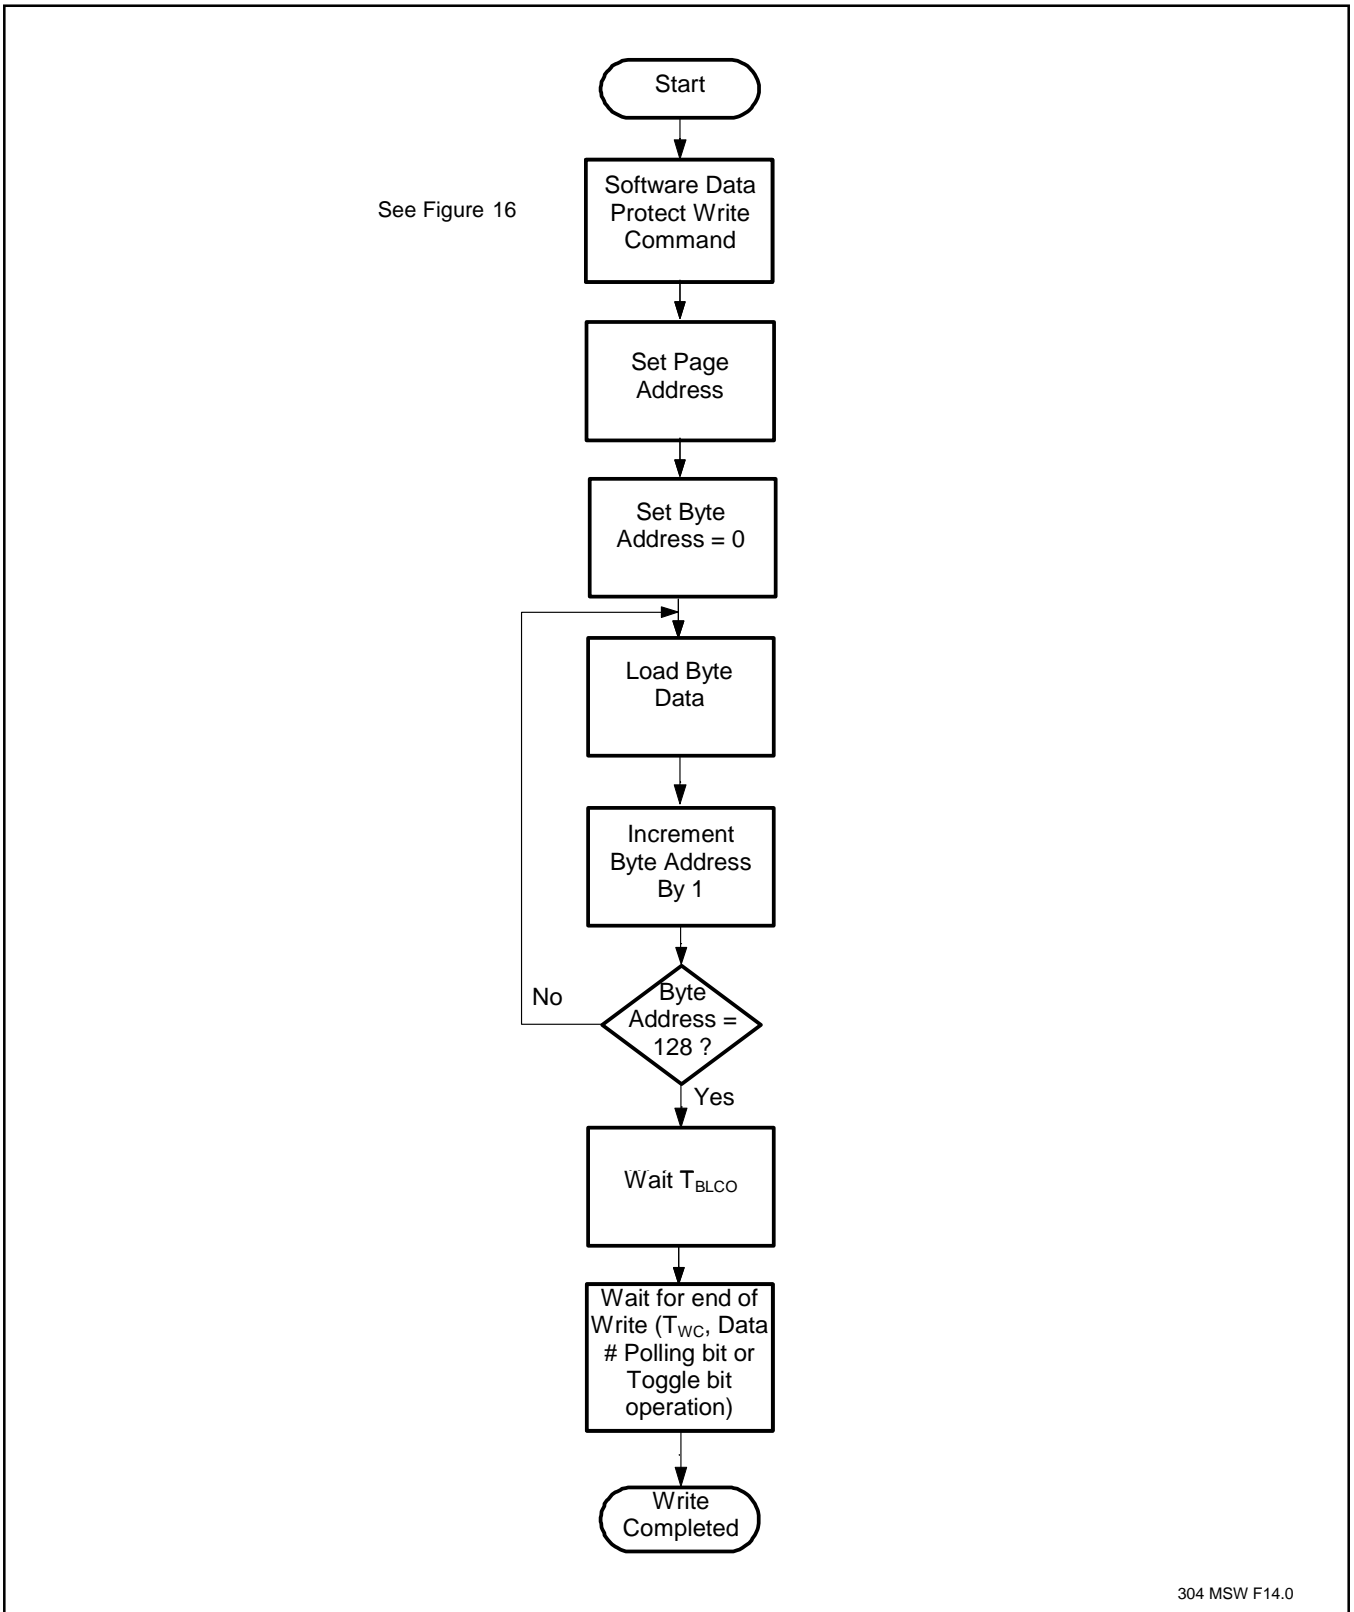 Start
See Figure 16
Software Data
Protect Write
Command
Set Page
Address
Set Byte
Address = 0
Load Byte
Data
Increment
Byte Address
By 1
No
Byte
Address =
128 ?
Yes
Wait TBLCO
Wait for end of
Write (TWC, Data
# Polling bit or
Toggle bit
operation)
Write
Completed
304 MSW F14.0